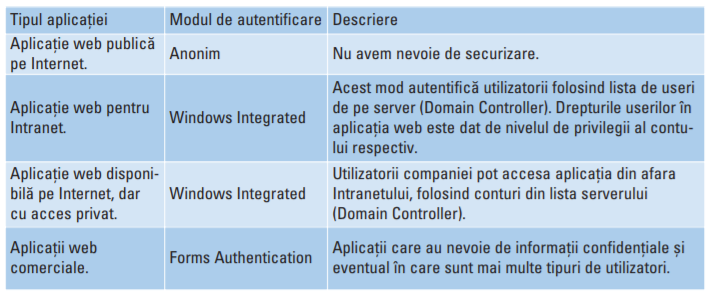 Tipul aplicației Modul de autentificare Descriere
Aplicație web publică
pe Internet.
Anonim
Nu avem nevoie de securizare.
Aplicație web pentru
Intranet.
Windows Integrated
Acest mod autentifică utilizatorii folosind lista de useri
de pe server (Domain Controller). Drepturile userilor în
aplicația web este dat de nivelul de privilegii al contu-
lui respectiv.
Aplicație web disponi-
bilă pe Internet, dar
cu acces privat.
Windows Integrated
Utilizatorii companiei pot accesa aplicația din afara
Intranetului, folosind conturi din lista serverului
(Domain Controller).
Aplicații web
comerciale.
Forms Authentication
Aplicații care au nevoie de informații confidențiale și
eventual în care sunt mai multe tipuri de utilizatori.